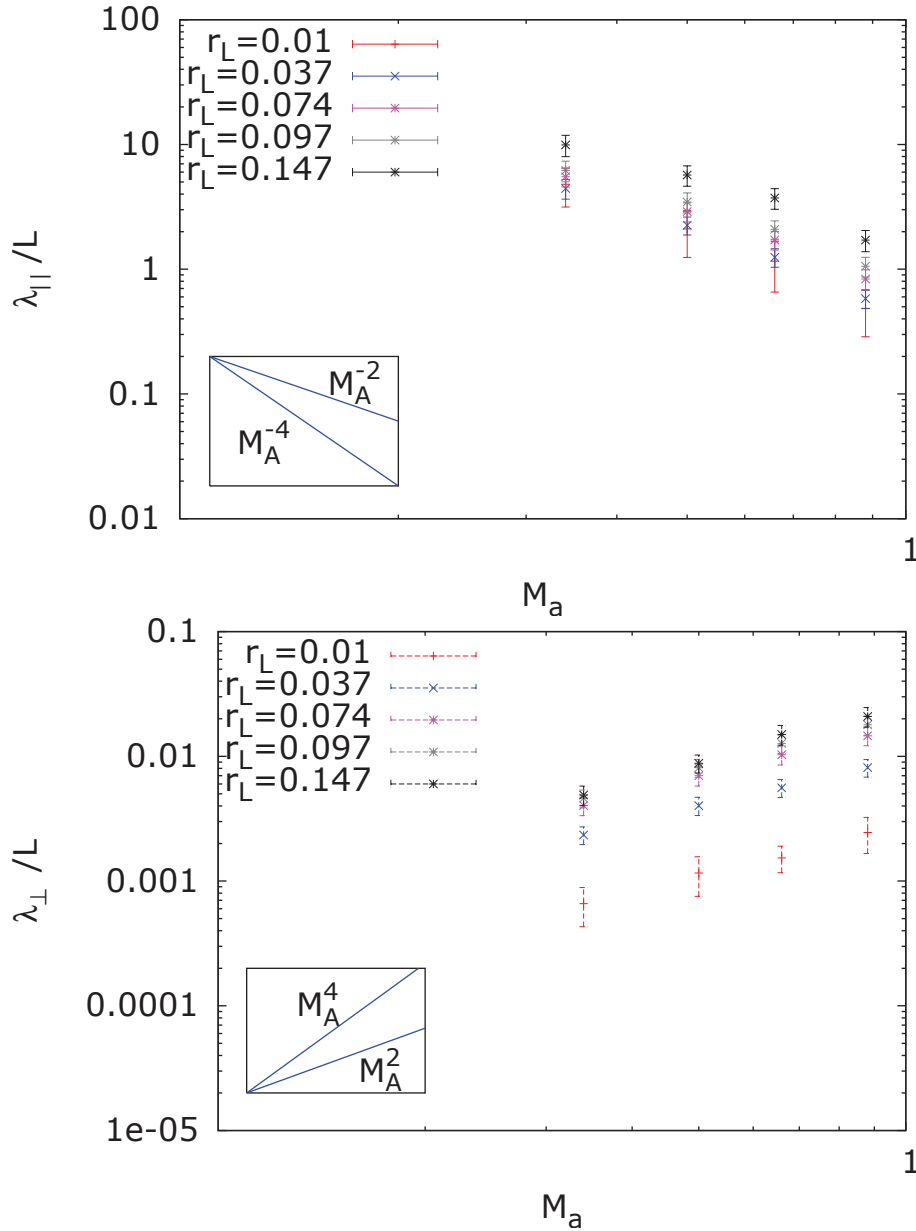 100
10
1
0.1
0.01
λ||/L
r_L=0.01
r_L=0.037
r_L=0.074
r_L=0.097
r_L=0.147
M_A^-2
M_A^-4
1
M_a
0.1
0.01
0.001
0.0001
1e-05
λ⊥ /L
r_L=0.01
r_L=0.037
r_L=0.074
r_L=0.097
r_L=0.147
M_A^4
M_A^2
1
M_a